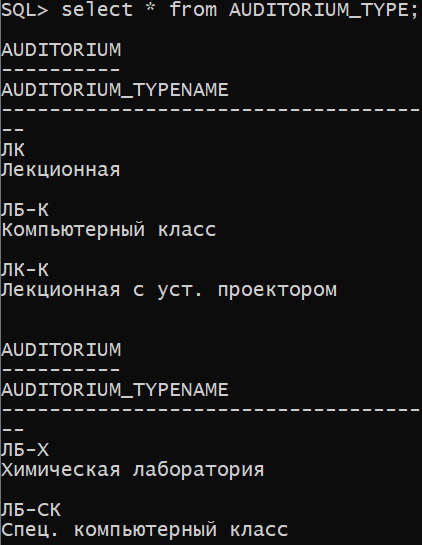 SQL> select * from AUDITORIUM_TYPE;
AUDITORIUM
----------
AUDITORIUM_TYPENAME
-----------------------------------
--
ЛК
Лекционная
ЛБ-К
Компьютерный класс
ЛК-К
Лекционная с уст. проектором
AUDITORIUM
----------
AUDITORIUM_TYPENAME
-----------------------------------
--
ЛБ-Х
Химическая лаборатория
ЛБ-СК
Спец. компьютерный класс